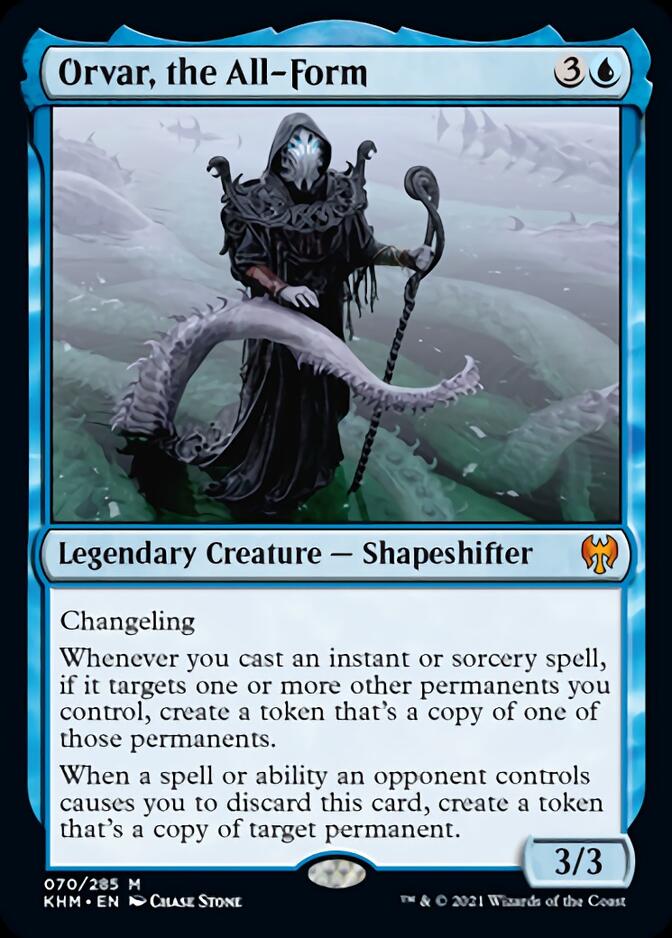 Orvar, the All-Form 3
Legendary Creature — Shapeshifter
Changeling
Whenever you cast an instant or sorcery spell,
if it targets one or more other permanents you
control, create a token that's a copy of one of
those permanents.
When a spell or ability an opponent controls
causes you to discard this card, create a token
that's a copy of target permanent.
3/3
070/285 M
KHM • EN Chase Stone
™ & © 2021 Wizards of the Coast